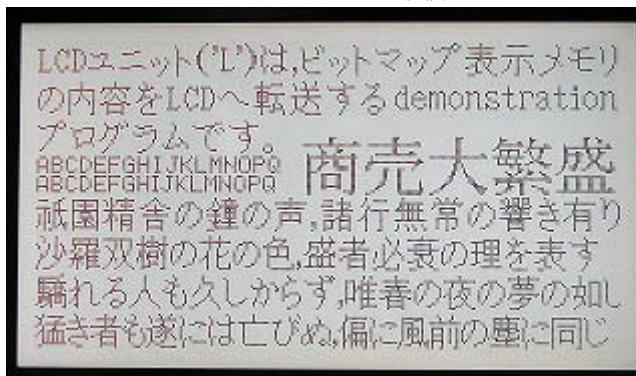 LCDユニット('L')は,ビットマップ表示メモリ
の内容をLCDへ転送するdemonstration
プログラムです。
ABCDEFGHIJKLMNOPQ
ABCDEFGHIJKLMNOPQ
商売大繁盛
祇園精舎の鐘の声,諸行無常の響き有り
沙羅双樹の花の色,盛者必衰の理を表す
驕れる人も久しからず,唯春の夜の夢の如し
猛き者も遂には亡びぬ,偏に風前の塵に同じ